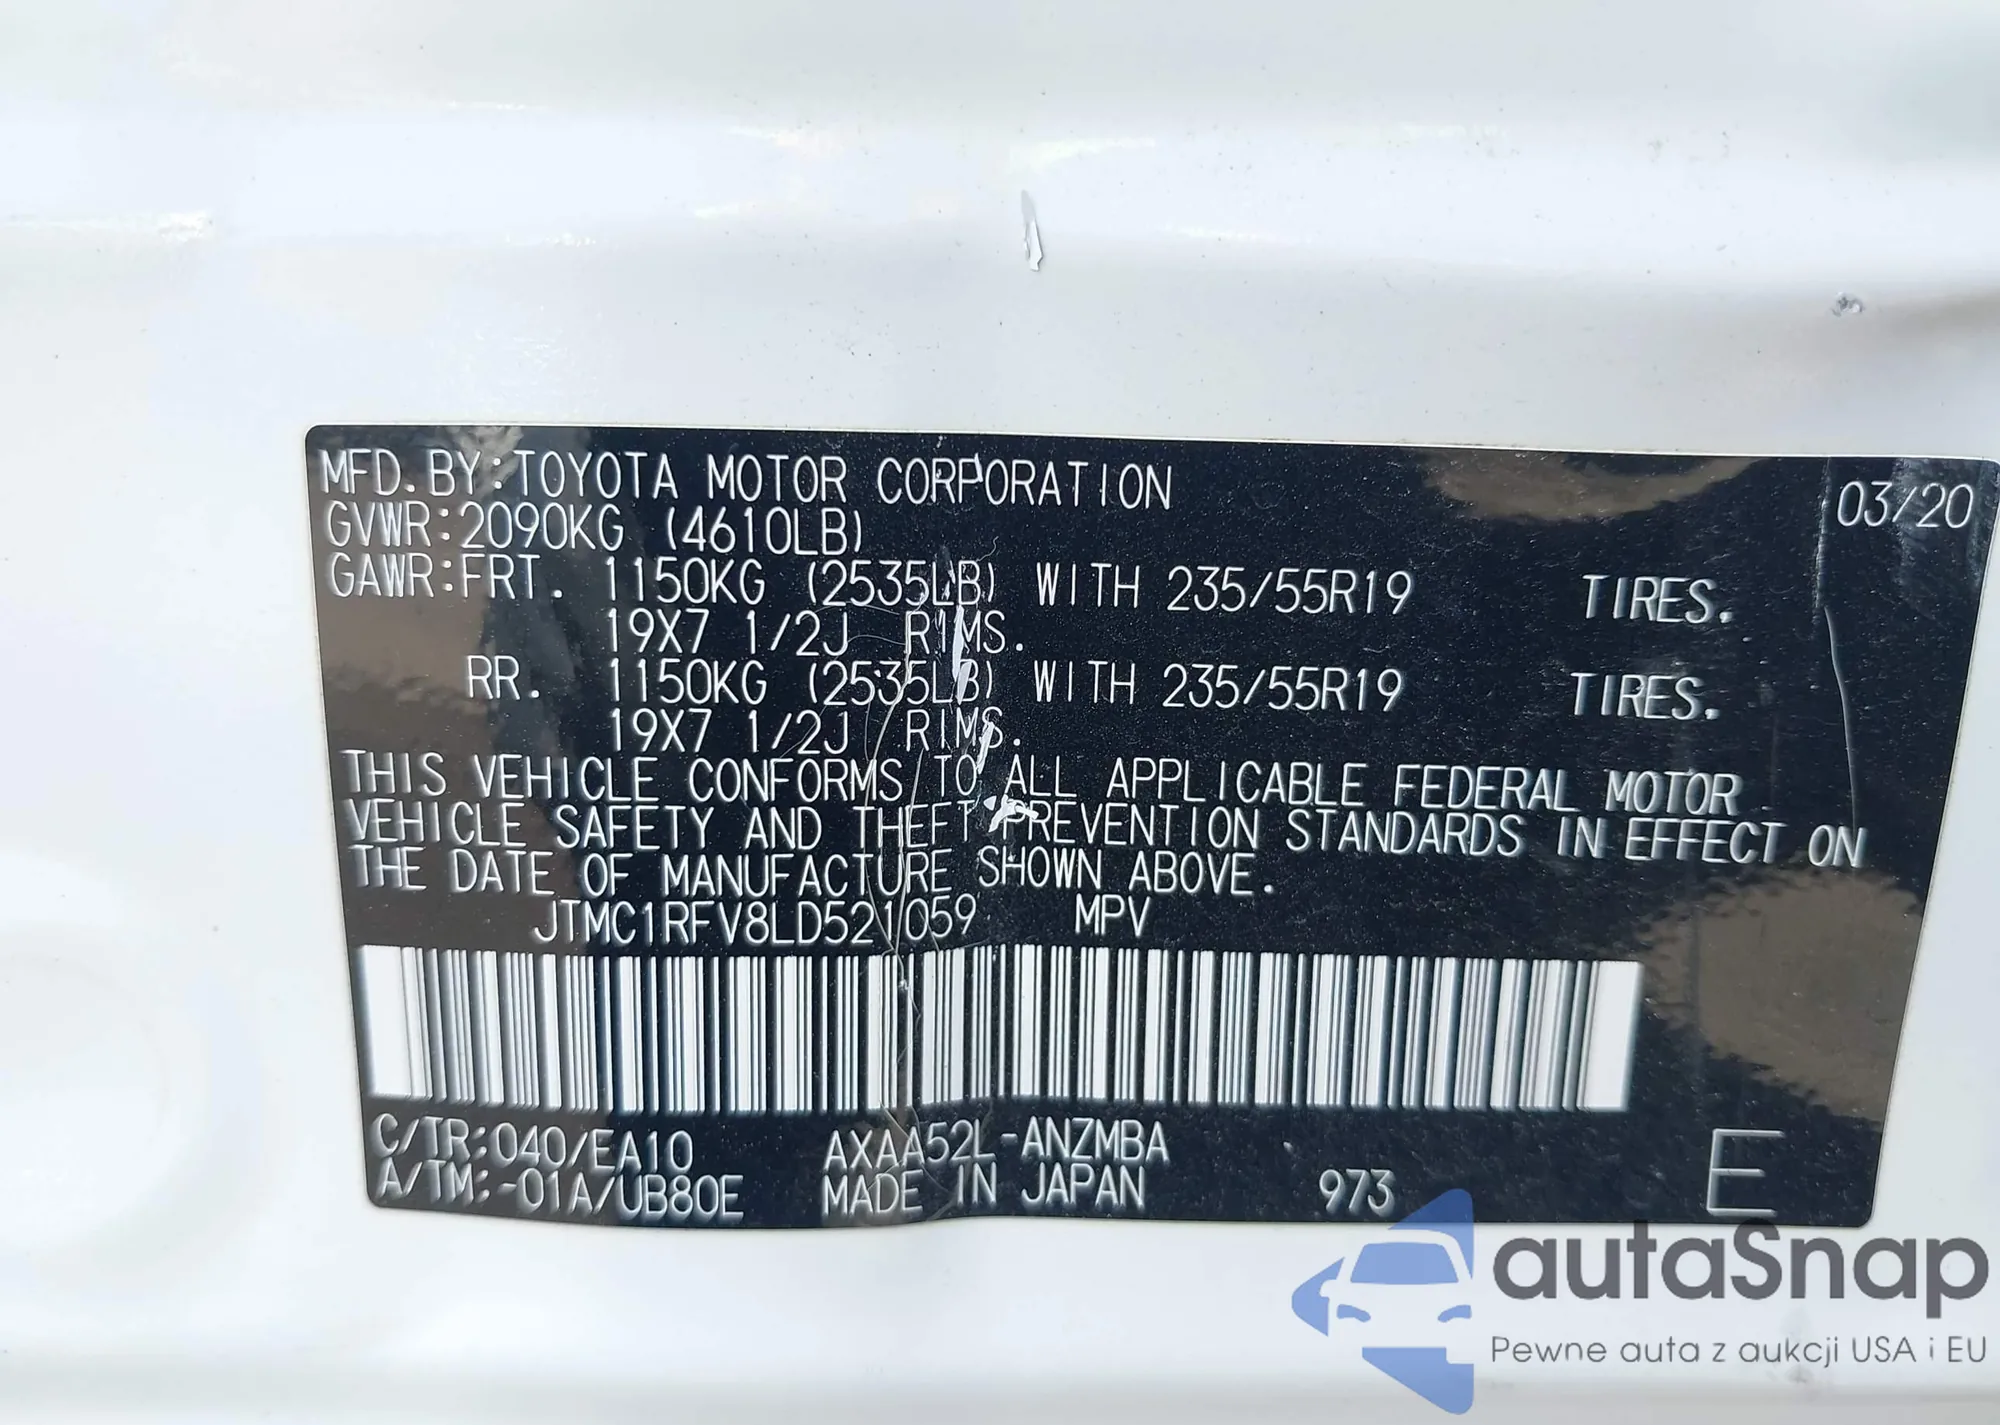 MFD. BY: TOYOTA MOTOR CORPORATION 03/20
GVWR: 2090KG (4610LB)
GAWR: FRT. 1150KG (2535LB) WITH 235/55R19 TIRES.
19X7 1/2J RIMS.
RR. 1150KG (2535LB) WITH 235/55R19 TIRES.
19X7 1/2J RIMS.
THIS VEHICLE CONFORMS TO ALL APPLICABLE FEDERAL MOTOR
VEHICLE SAFETY AND THEFT PREVENTION STANDARDS IN EFFECT ON
THE DATE OF MANUFACTURE SHOWN ABOVE.
JTMC1RFV8LD521059 MPV
C/TR:040/EA10 AXAA52L-ANZMBA
A/TM:-01A/UB80E MADE IN JAPAN 973 E
autaSnap
Pewne auta z aukcji USA i EU